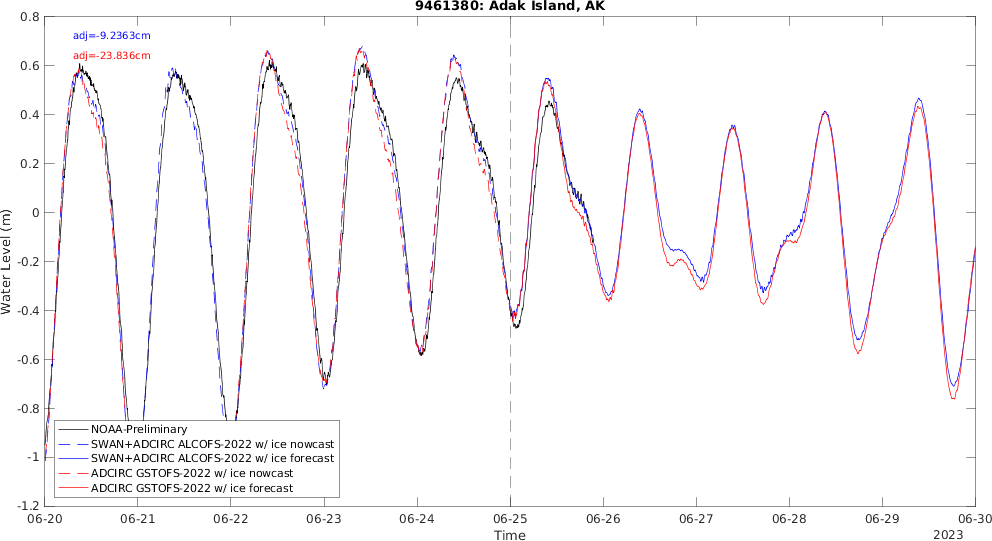 9461380: Adak Island, AK
adj=-9.2363cm
adj=-23.836cm
Water Level (m)
0.8
0.6
0.4
0.2
0
-0.2
-0.4
-0.6
-0.8
-1
-1.2
NOAA-Preliminary
SWAN+ADCIRC ALCOFS-2022 w/ ice nowcast
SWAN+ADCIRC ALCOFS-2022 w/ ice forecast
ADCIRC GSTOFS-2022 w/ ice nowcast
ADCIRC GSTOFS-2022 w/ ice forecast
06-20 06-21 06-22 06-23 06-24 06-25 06-26 06-27 06-28 06-29 06-30
Time
2023